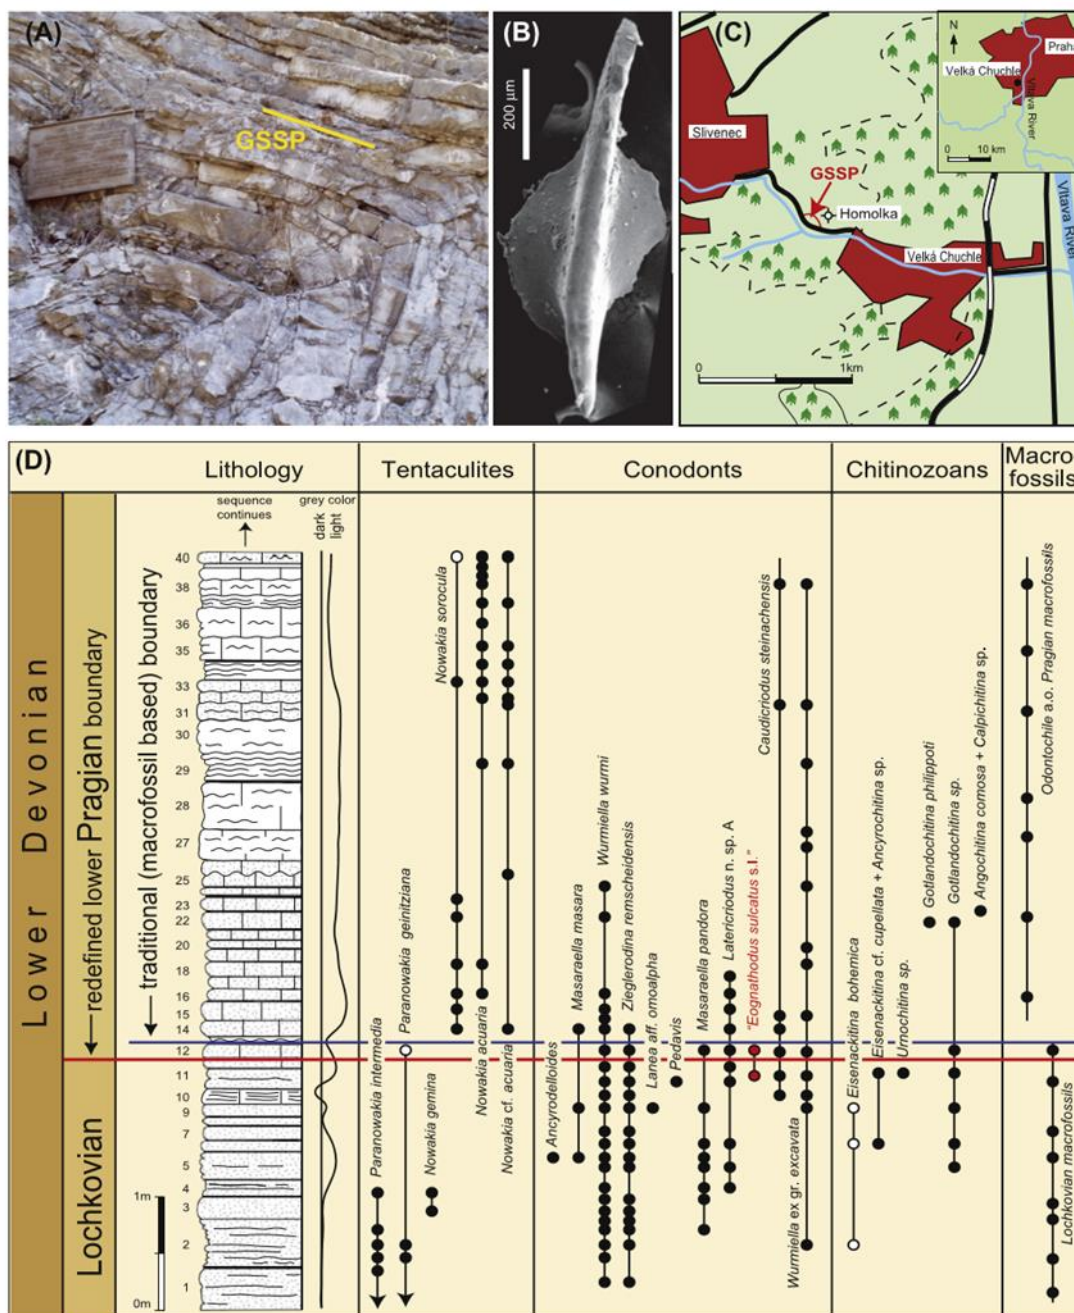 (A)
GSSP
(B)
200 µm
(C)
N
Praha
Velká Chuchle
Vltava River
0 10 km
Slivenec
GSSP
Homolka
Velká Chuchle
Vltava River
0 1km
(D)
Lithology
Tentaculites
Conodonts
Chitinozoans
Macro
fossils
sequence
continues
grey color
dark
light
Lower Devonian
redefined lower Pragian boundary
traditional (macrofossil based) boundary
Lochkovian
40
38
36
35
33
31
30
29
28
27
25
23
22
20
18
16
15
14
12
11
10
9
7
5
4
3
2
1
1m
0m
Paranowakia intermedia
Paranowakia geinitziana
Nowakia gemina
Nowakia sorocula
Nowakia acuaria
Nowakia cf. acuaria
Ancyrodelloides
Masaraella masara
Wurmiella wurmi
Zieglerodina remscheidensis
Lanea aff. omoalpha
Pedavis
Masaraella pandora
Latericriodus n. sp. A
"Eognathodus sulcatus s.l."
Caudicriodus steinachensis
Wurmiella ex gr. excavata
Eisenackitina bohemica
Eisenackitina cf. cupellata + Ancyrochitina sp.
Urnochitina sp.
Gotlandochitina philippoti
Gotlandochitina sp.
Angochitina comosa + Calpichitina sp.
Odontochile a.o. Pragian macrofossils
Lochkovian macrofossils